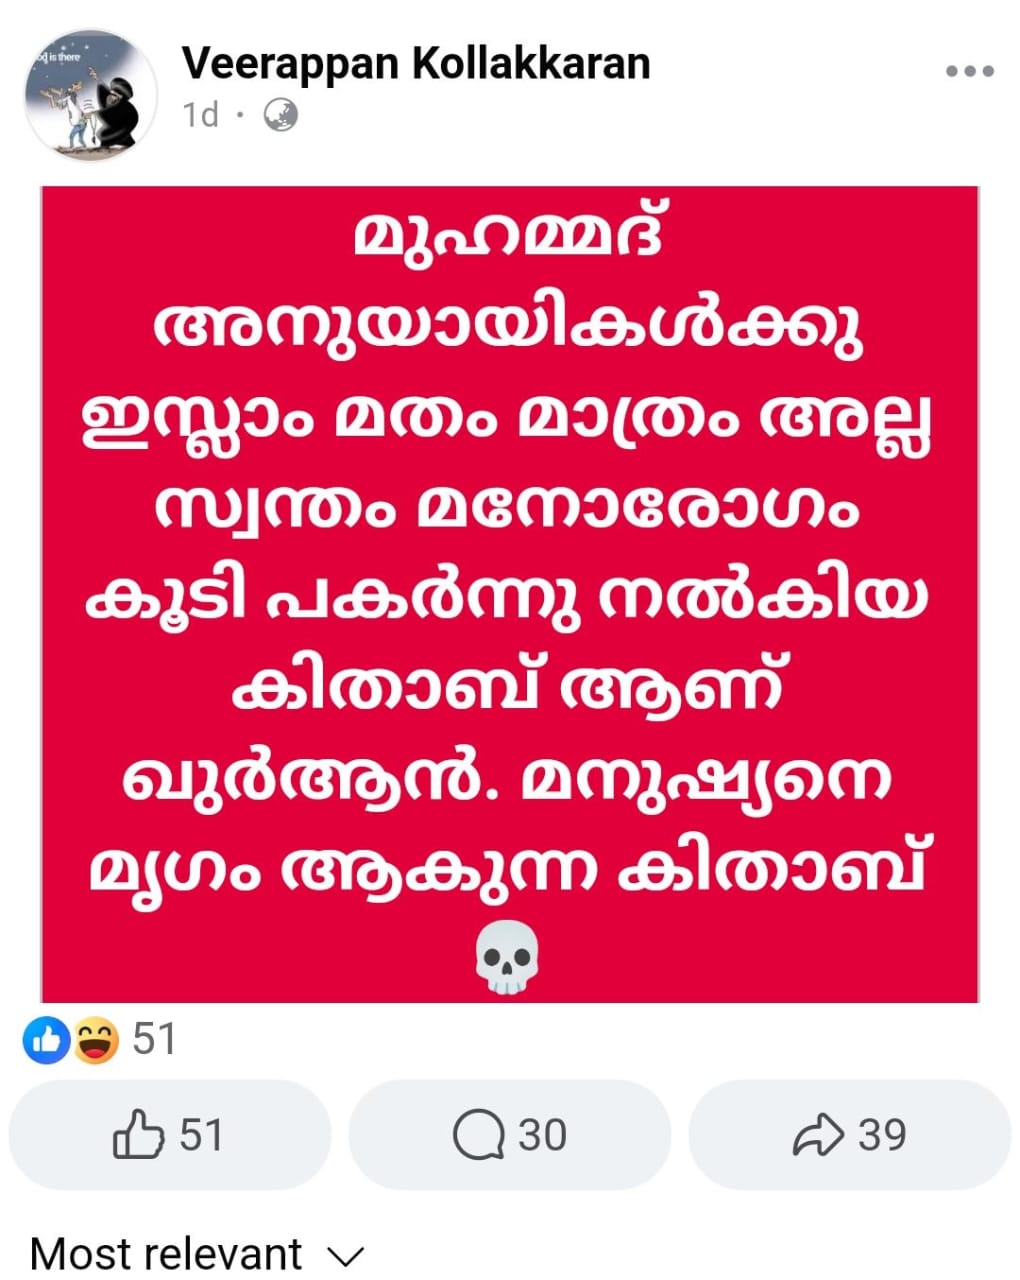 od is there
Veerappan Kollakkaran
1d ·
മുഹമ്മദ്
അനുയായികൾക്കു
ഇസ്ലാം മതം മാത്രം അല്ല
സ്വന്തം മനോരോഗം
കൂടി പകർന്നു നൽകിയ
കിതാബ് ആണ്
ഖുർആൻ. മനുഷ്യനെ
മൃഗം ആകുന്ന കിതാബ്
💀
51
51 30 39
Most relevant